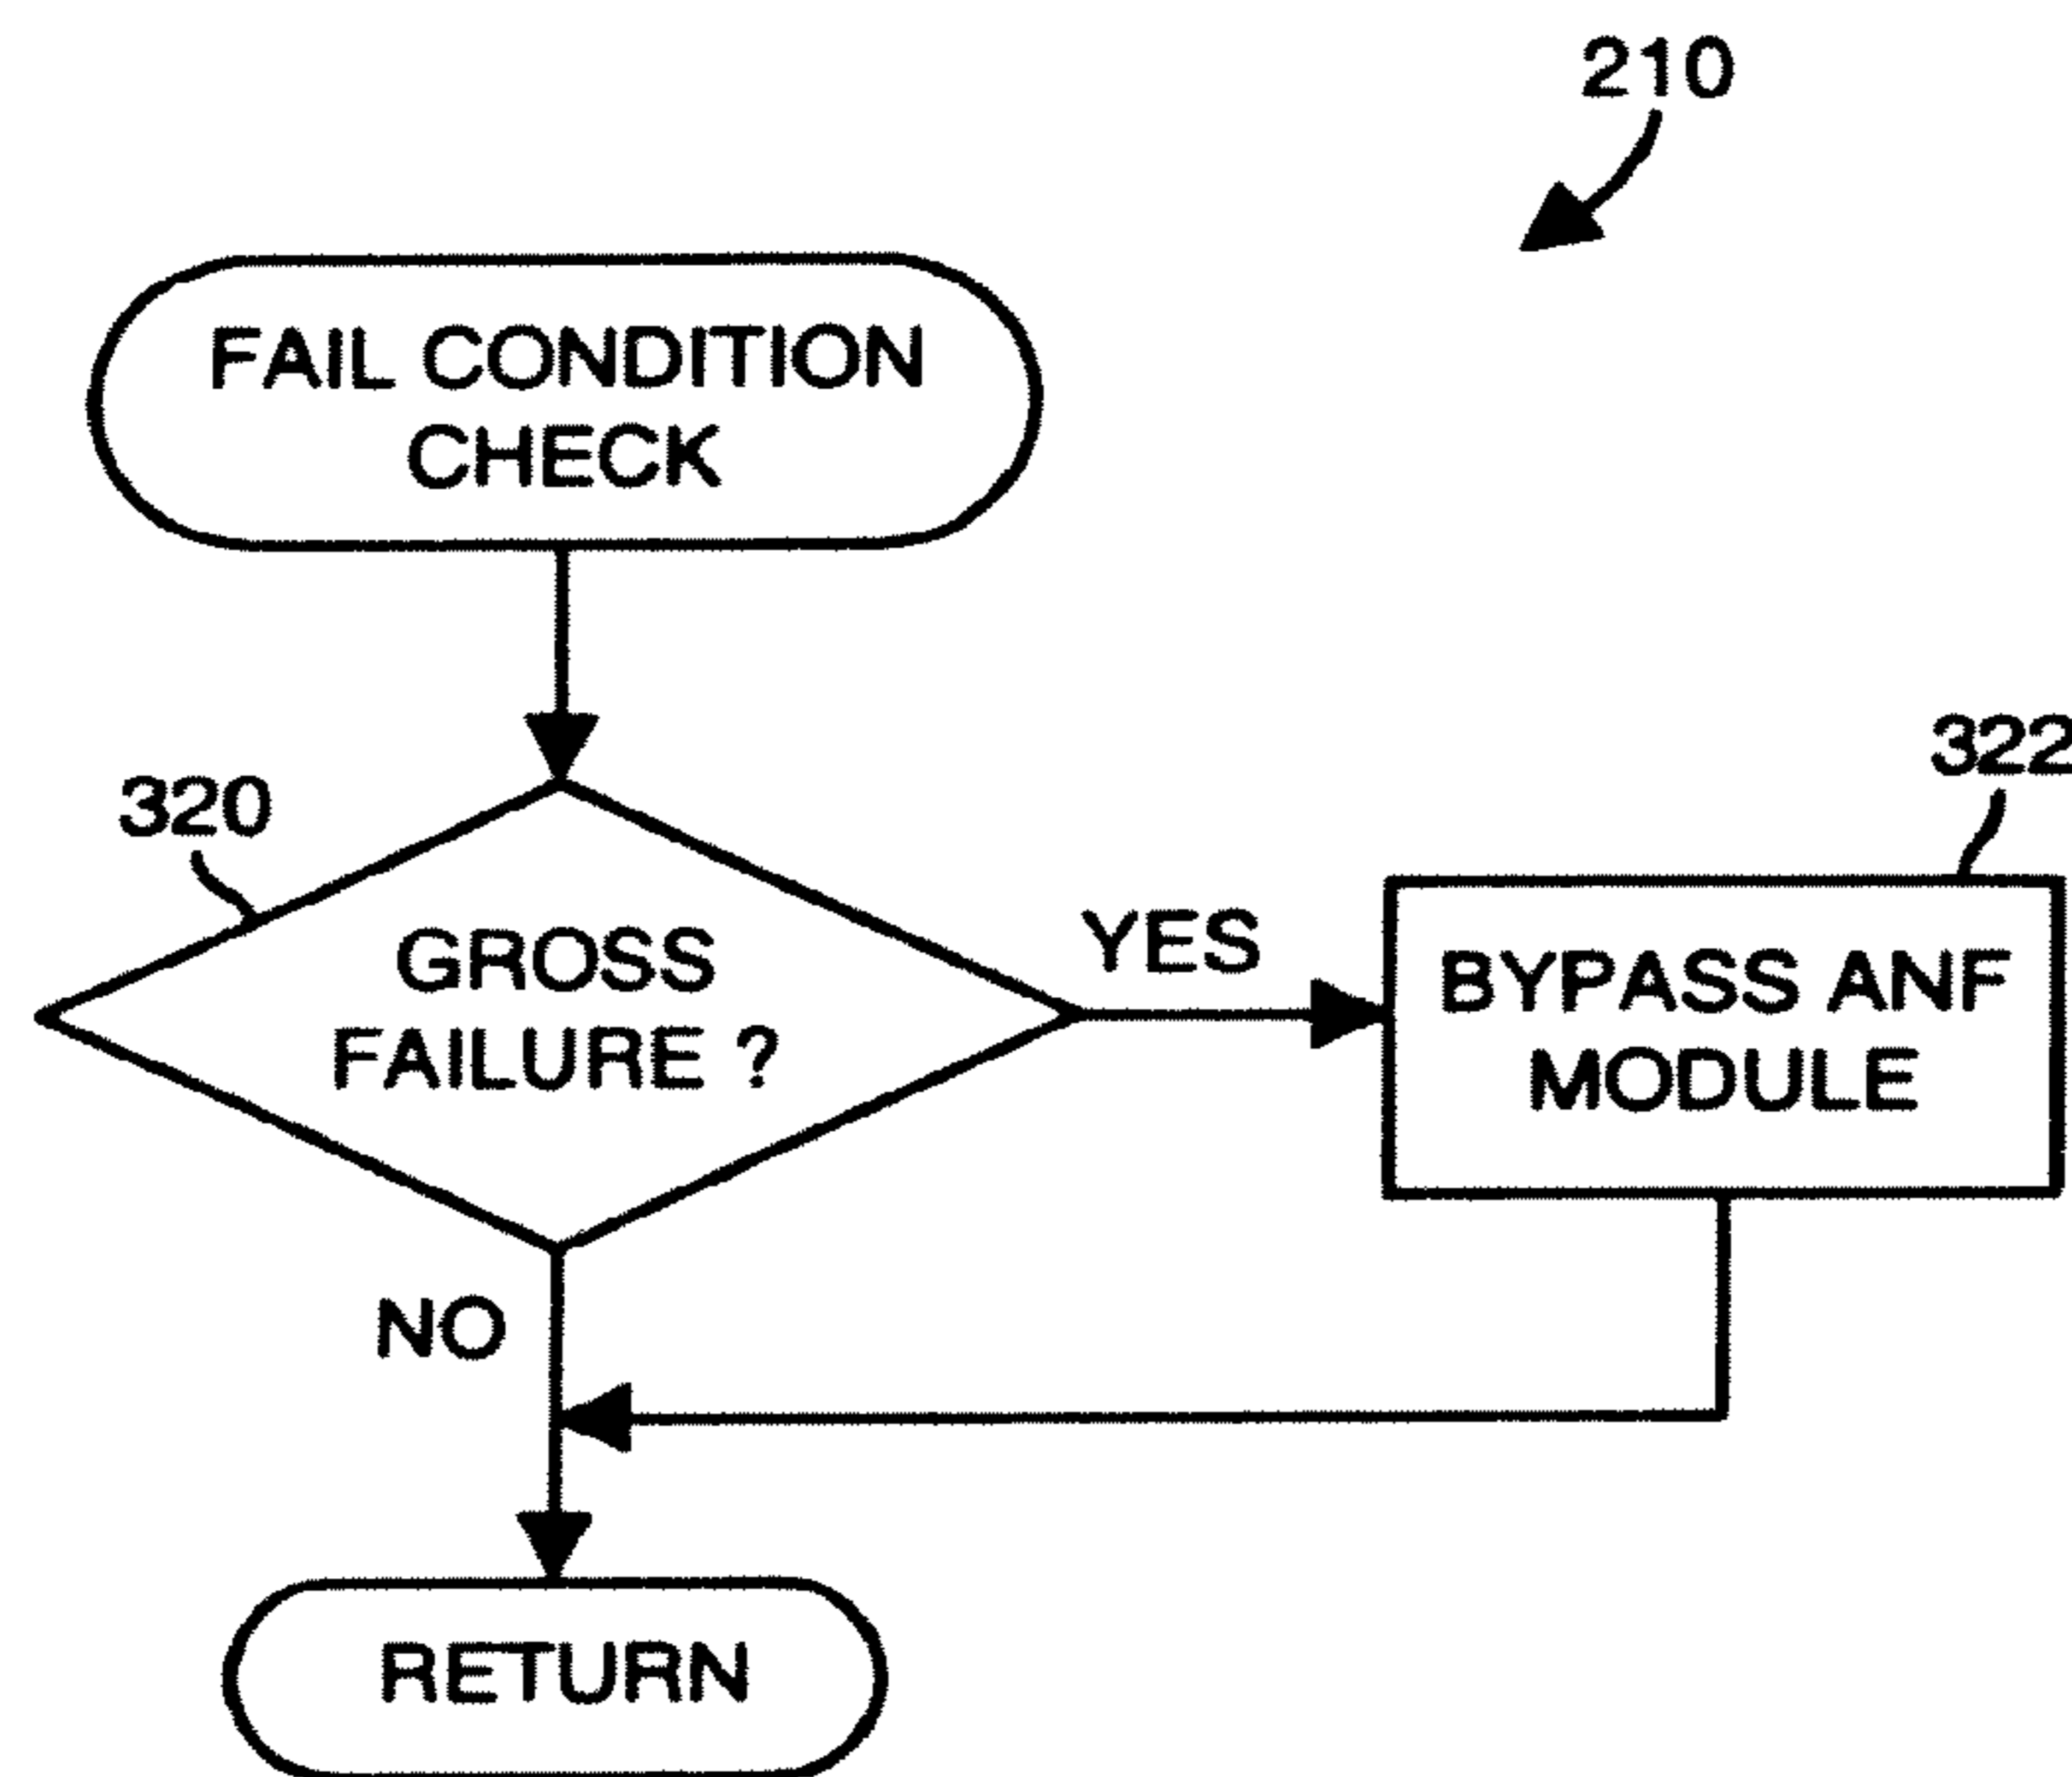 210
FAIL CONDITION
CHECK
320
GROSS
FAILURE ?
YES
322
BYPASS ANF
MODULE
NO
RETURN